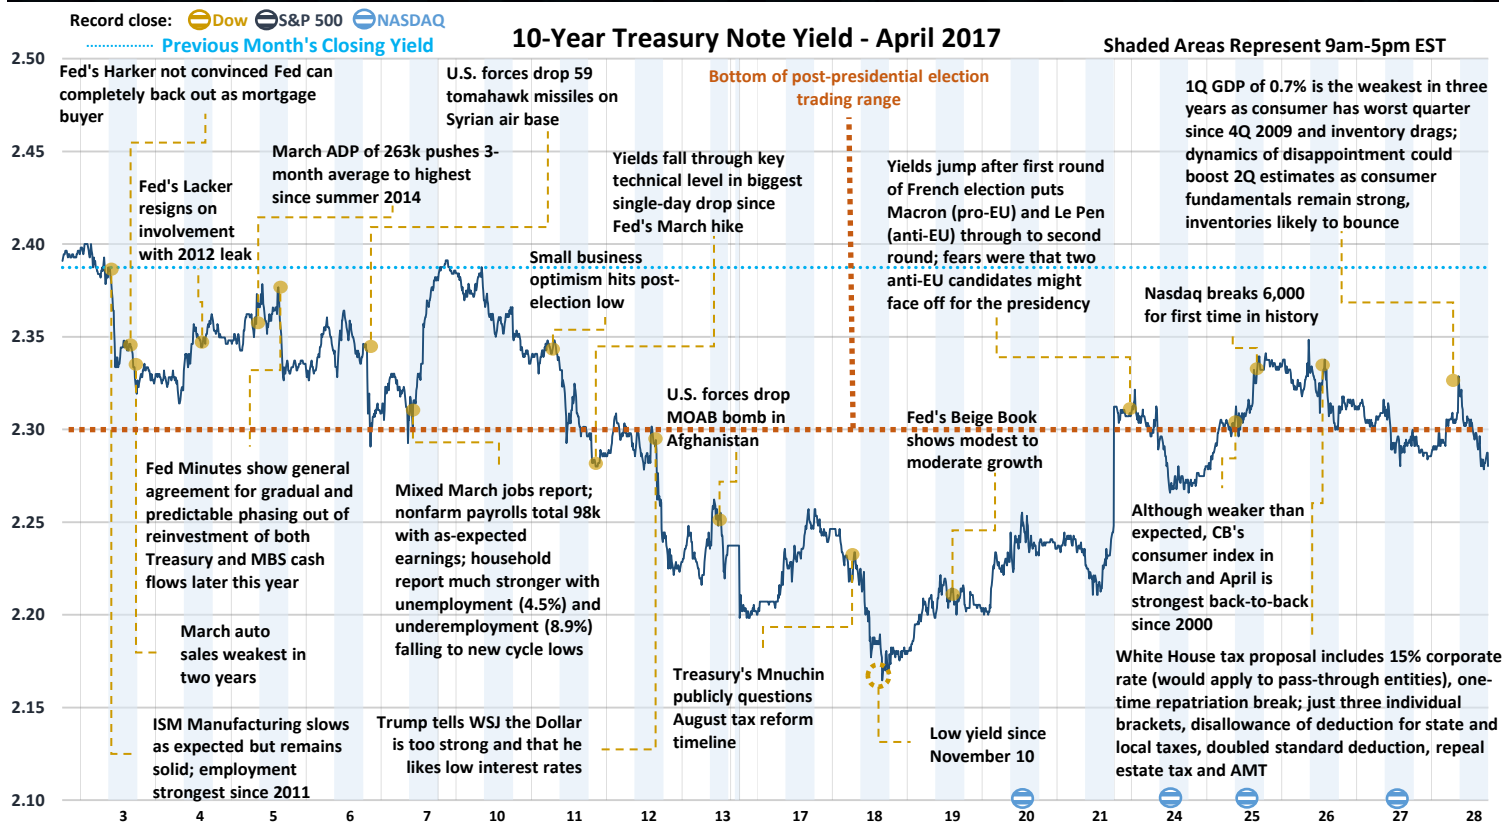 Record close: Dow S&P 500 NASDAQ
Previous Month's Closing Yield
10-Year Treasury Note Yield - April 2017
Shaded Areas Represent 9am-5pm EST
2.50
2.45
2.40
2.35
2.30
2.25
2.20
2.15
2.10
Fed's Harker not convinced Fed can
completely back out as mortgage
buyer
Fed's Lacker
resigns on
involvement
with 2012 leak
March ADP of 263k pushes 3-
month average to highest
since summer 2014
U.S. forces drop 59
tomahawk missiles on
Syrian air base
Small business
optimism hits post-
election low
Yields fall through key
technical level in biggest
single-day drop since
Fed's March hike
Bottom of post-presidential election
trading range
U.S. forces drop
MOAB bomb in
Afghanistan
Yields jump after first round
of French election puts
Macron (pro-EU) and Le Pen
(anti-EU) through to second
round; fears were that two
anti-EU candidates might
face off for the presidency
Fed's Beige Book
shows modest to
moderate growth
1Q GDP of 0.7% is the weakest in three
years as consumer has worst quarter
since 4Q 2009 and inventory drags;
dynamics of disappointment could
boost 2Q estimates as consumer
fundamentals remain strong,
inventories likely to bounce
Nasdaq breaks 6,000
for first time in history
Fed Minutes show general
agreement for gradual and
predictable phasing out of
reinvestment of both
Treasury and MBS cash
flows later this year
March auto
sales weakest in
two years
ISM Manufacturing slows
as expected but remains
solid; employment
strongest since 2011
Mixed March jobs report;
nonfarm payrolls total 98k
with as-expected
earnings; household
report much stronger with
unemployment (4.5%) and
underemployment (8.9%)
falling to new cycle lows
Trump tells WSJ the Dollar
is too strong and that he
likes low interest rates
Treasury's Mnuchin
publicly questions
August tax reform
timeline
Low yield since
November 10
Although weaker than
expected, CB's
consumer index in
March and April is
strongest back-to-back
since 2000
White House tax proposal includes 15% corporate
rate (would apply to pass-through entities), one-
time repatriation break; just three individual
brackets, disallowance of deduction for state and
local taxes, doubled standard deduction, repeal
estate tax and AMT
3 4 5 6 7 10 11 12 13 17 18 19 20 21 24 25 26 27 28